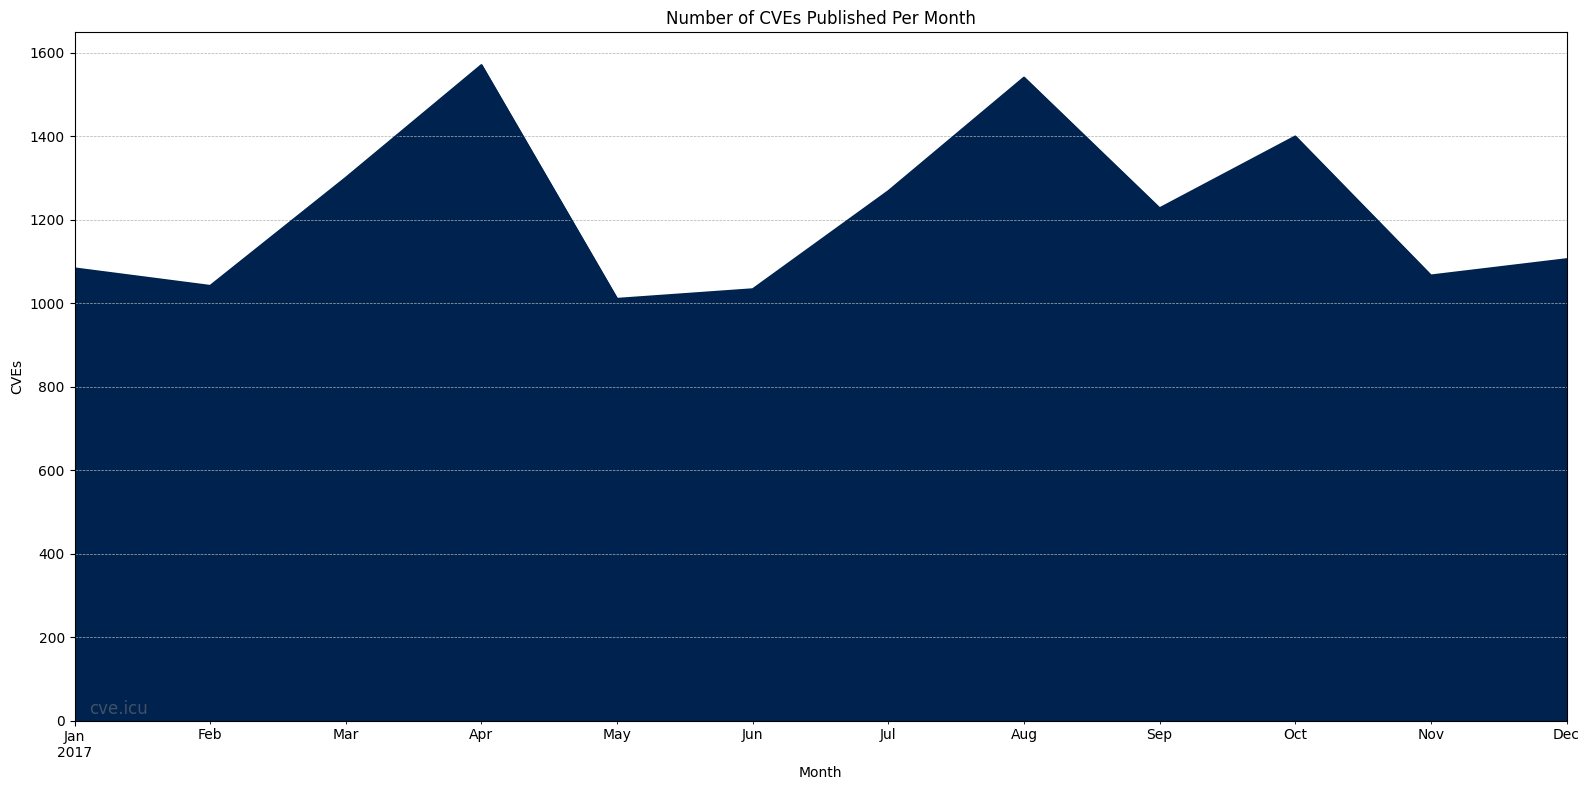 Number of CVEs Published Per Month
1600
1400
1200
1000
800
600
400
200
0
CVEs
cve.icu
Jan Feb Mar Apr May Jun Jul Aug Sep Oct Nov Dec
2017
Month